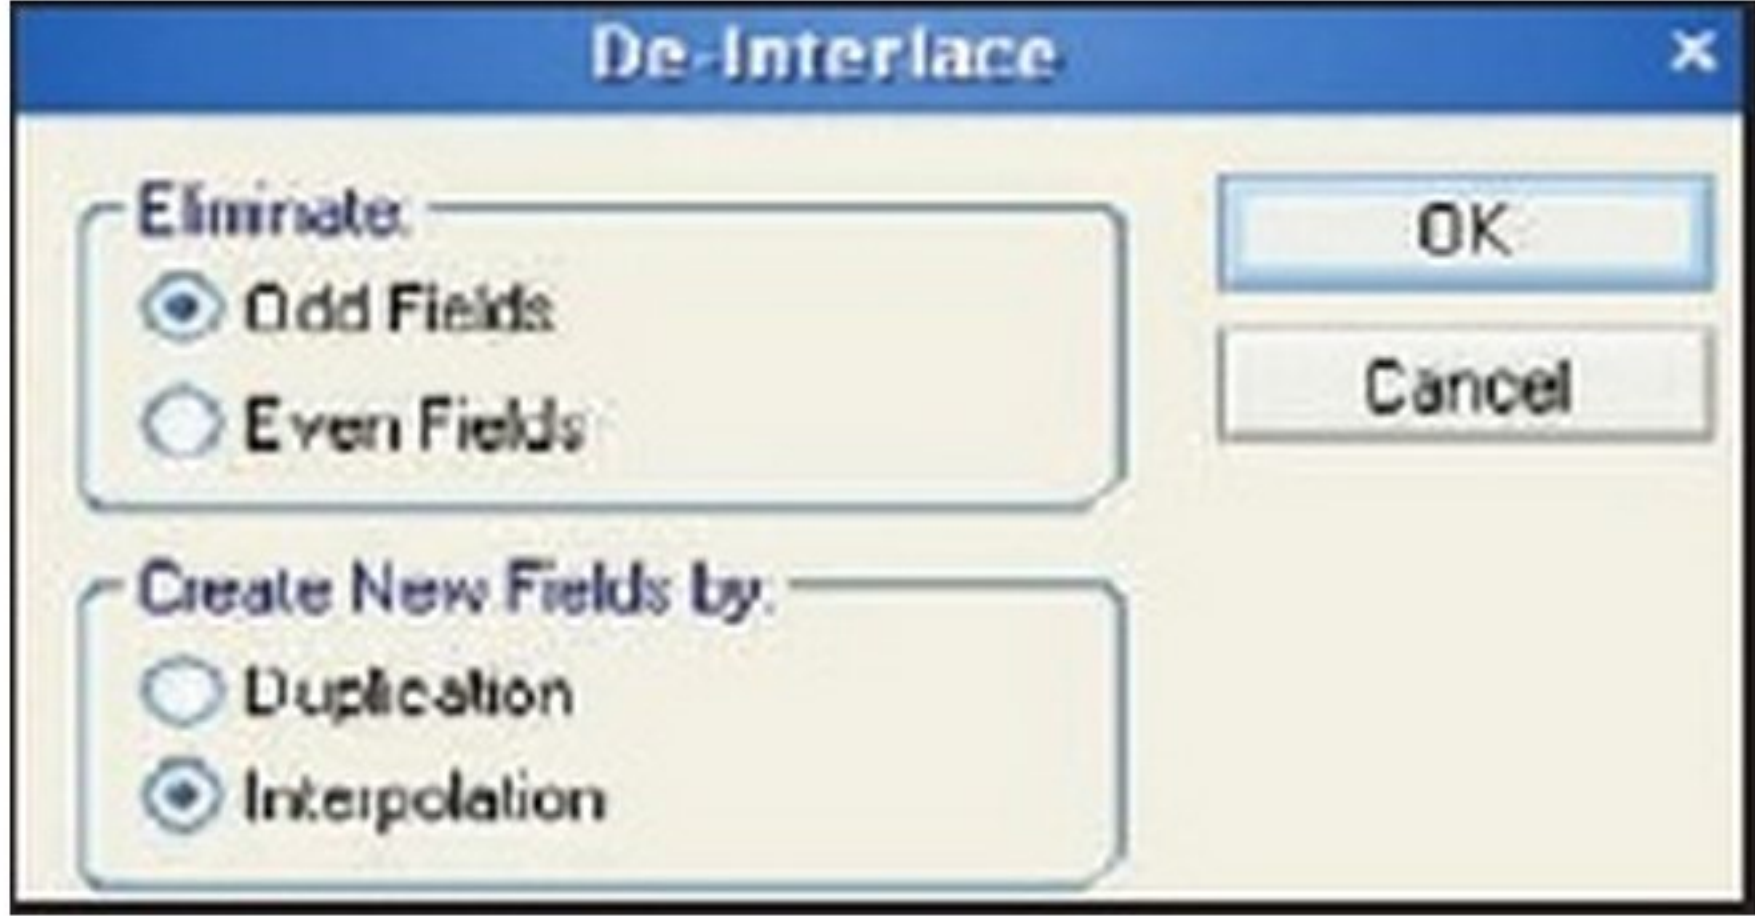 De-Interlace
Eliminate:
Odd Fields
Even Fields
Create New Fields by:
Duplication
Interpolation
OK
Cancel